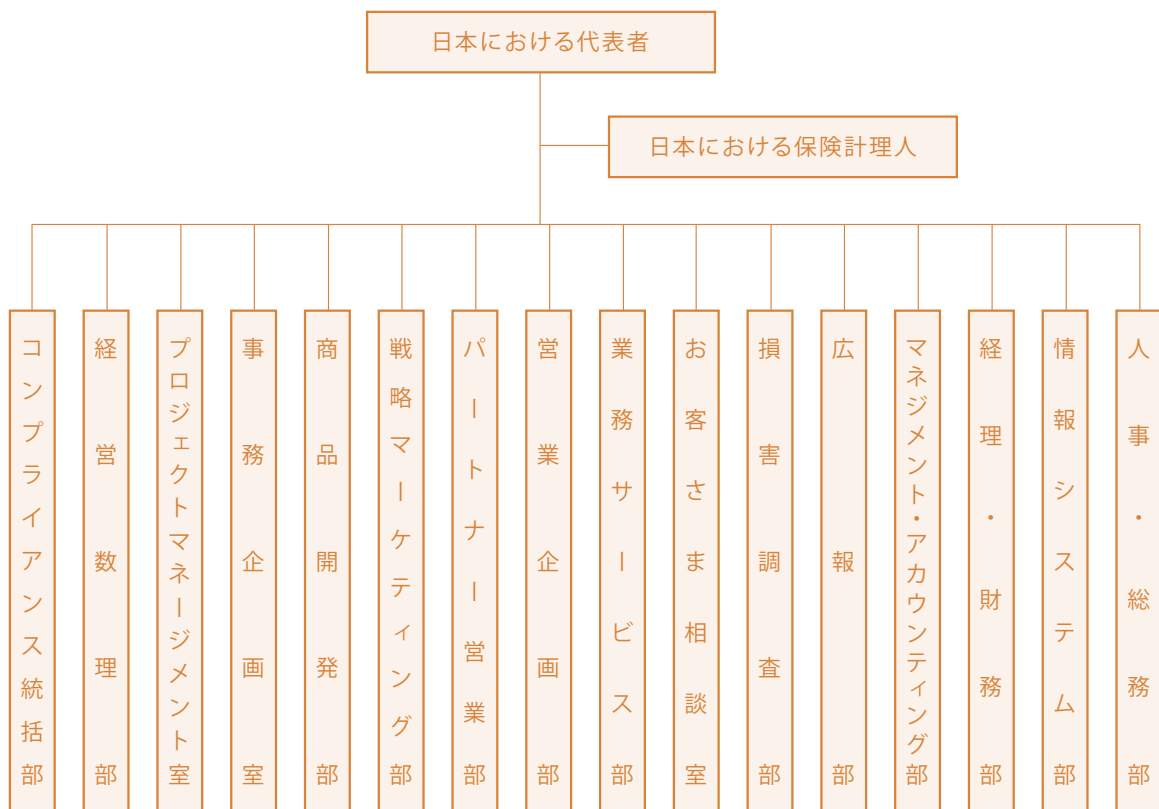 日本における代表者
日本における保険計理人
コンプライアンス統括部
経営数理部
プロジェクトマネージメント室
事務企画室
商品開発部
戦略マーケティング部
パートナー営業部
営業企画部
業務サービス部
お客さま相談室
損害調査部
広報部
マネジメント・アカウンティング部
経理・財務部
情報システム部
人事・総務部